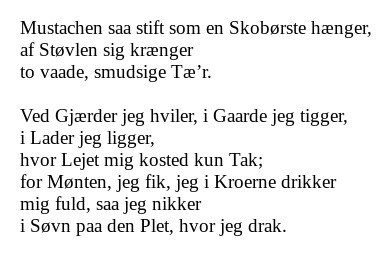 Mustachen saa stift som en Skobørste hænger,
af Støvlen sig krænger
to vaade, smudsige Tæ’r.

Ved Gjærder jeg hviler, i Gaarde jeg tigger,
i Lader jeg ligger,
hvor Lejet mig kosted kun Tak;
for Mønten, jeg fik, jeg i Kroerne drikker
mig fuld, saa jeg nikker
i Søvn paa den Plet, hvor jeg drak.